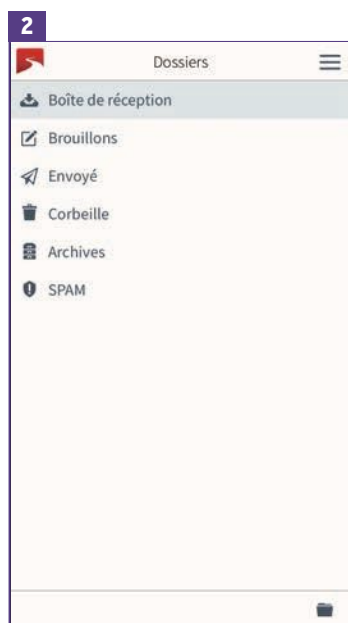 2
Dossiers
Boîte de réception
Brouillons
Envoyé
Corbeille
Archives
SPAM